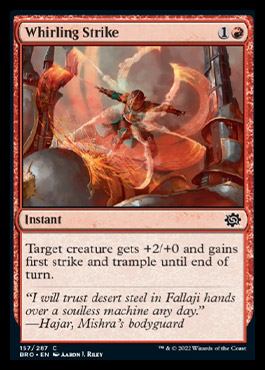 Whirling Strike 1
Instant
Target creature gets +2/+0 and gains
first strike and trample until end of
turn.
“I will trust desert steel in Fallaji hands
over a soulless machine any day.”
—Hajar, Mishra's bodyguard
157/287 C
BRO • EN AARON J. RILEY
™ & © 2022 Wizards of the Coast